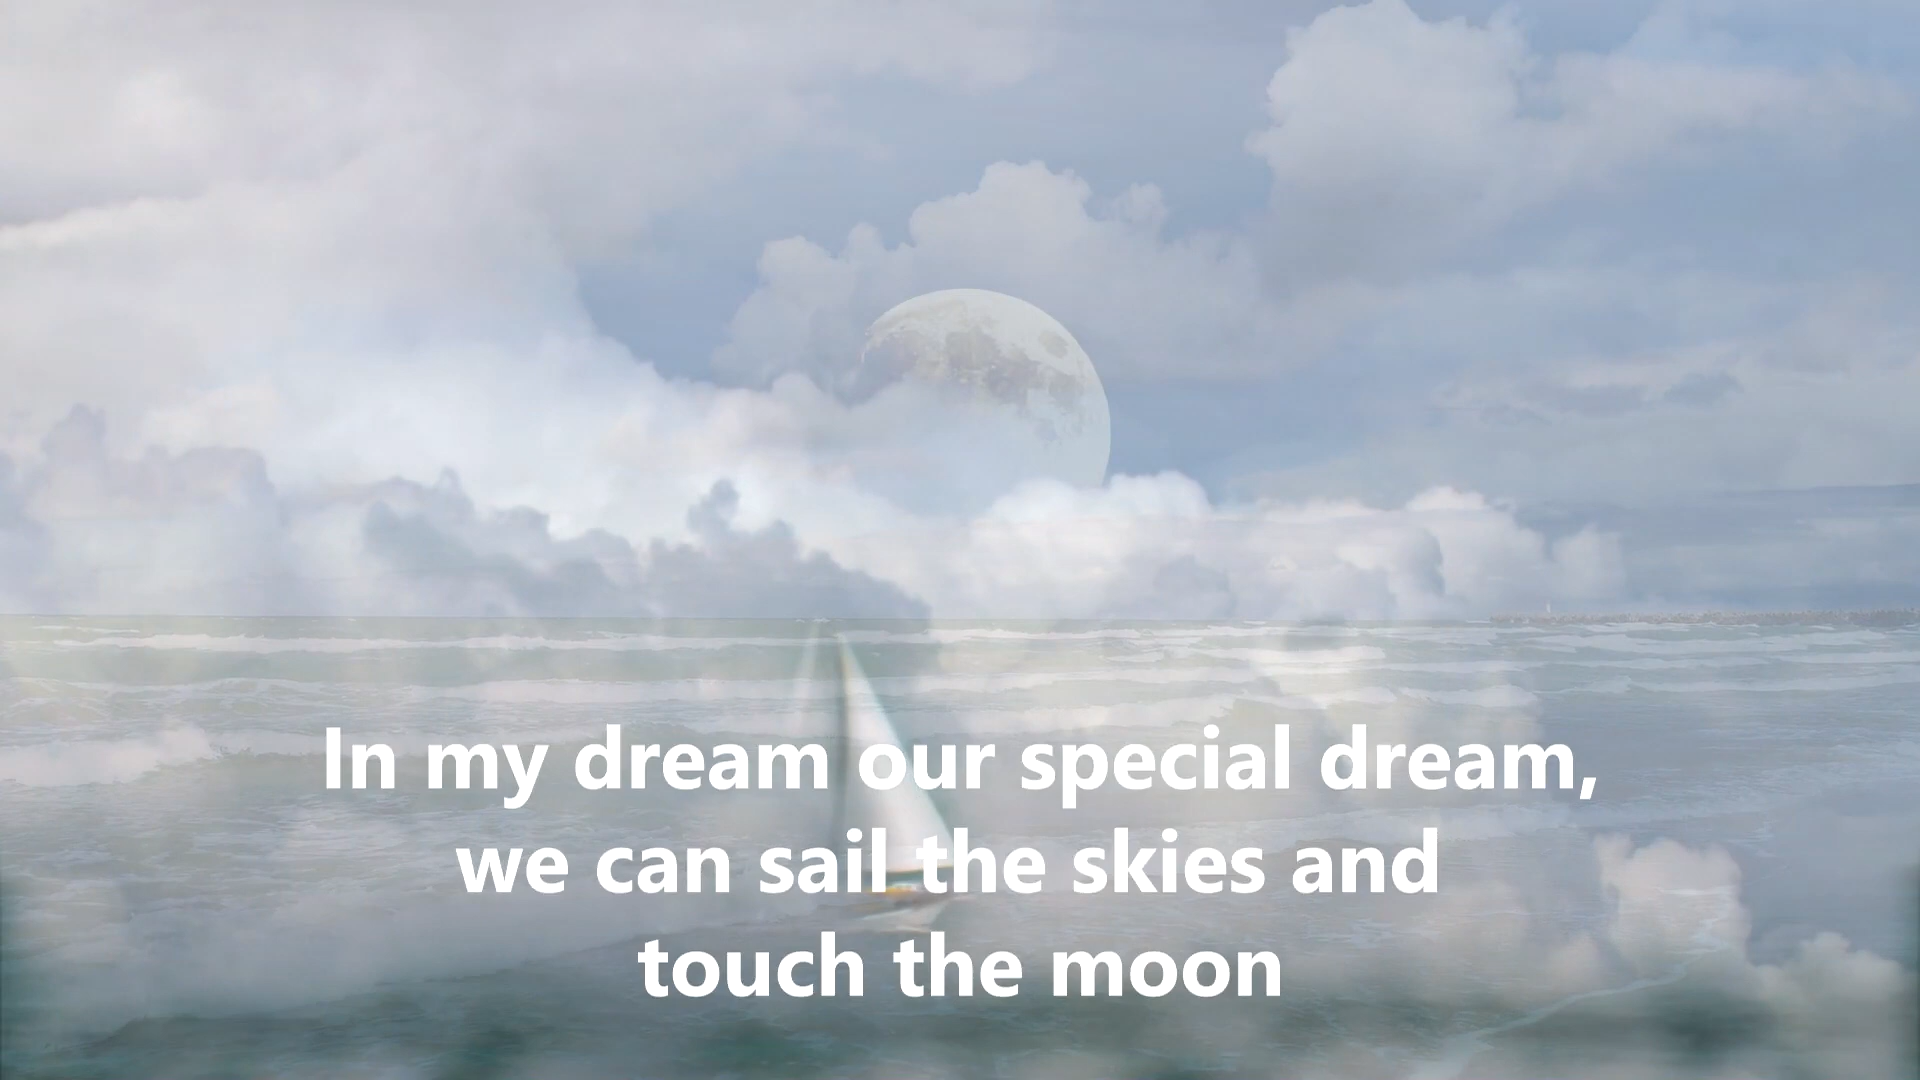 In my dream our special dream,
we can sail the skies and
touch the moon